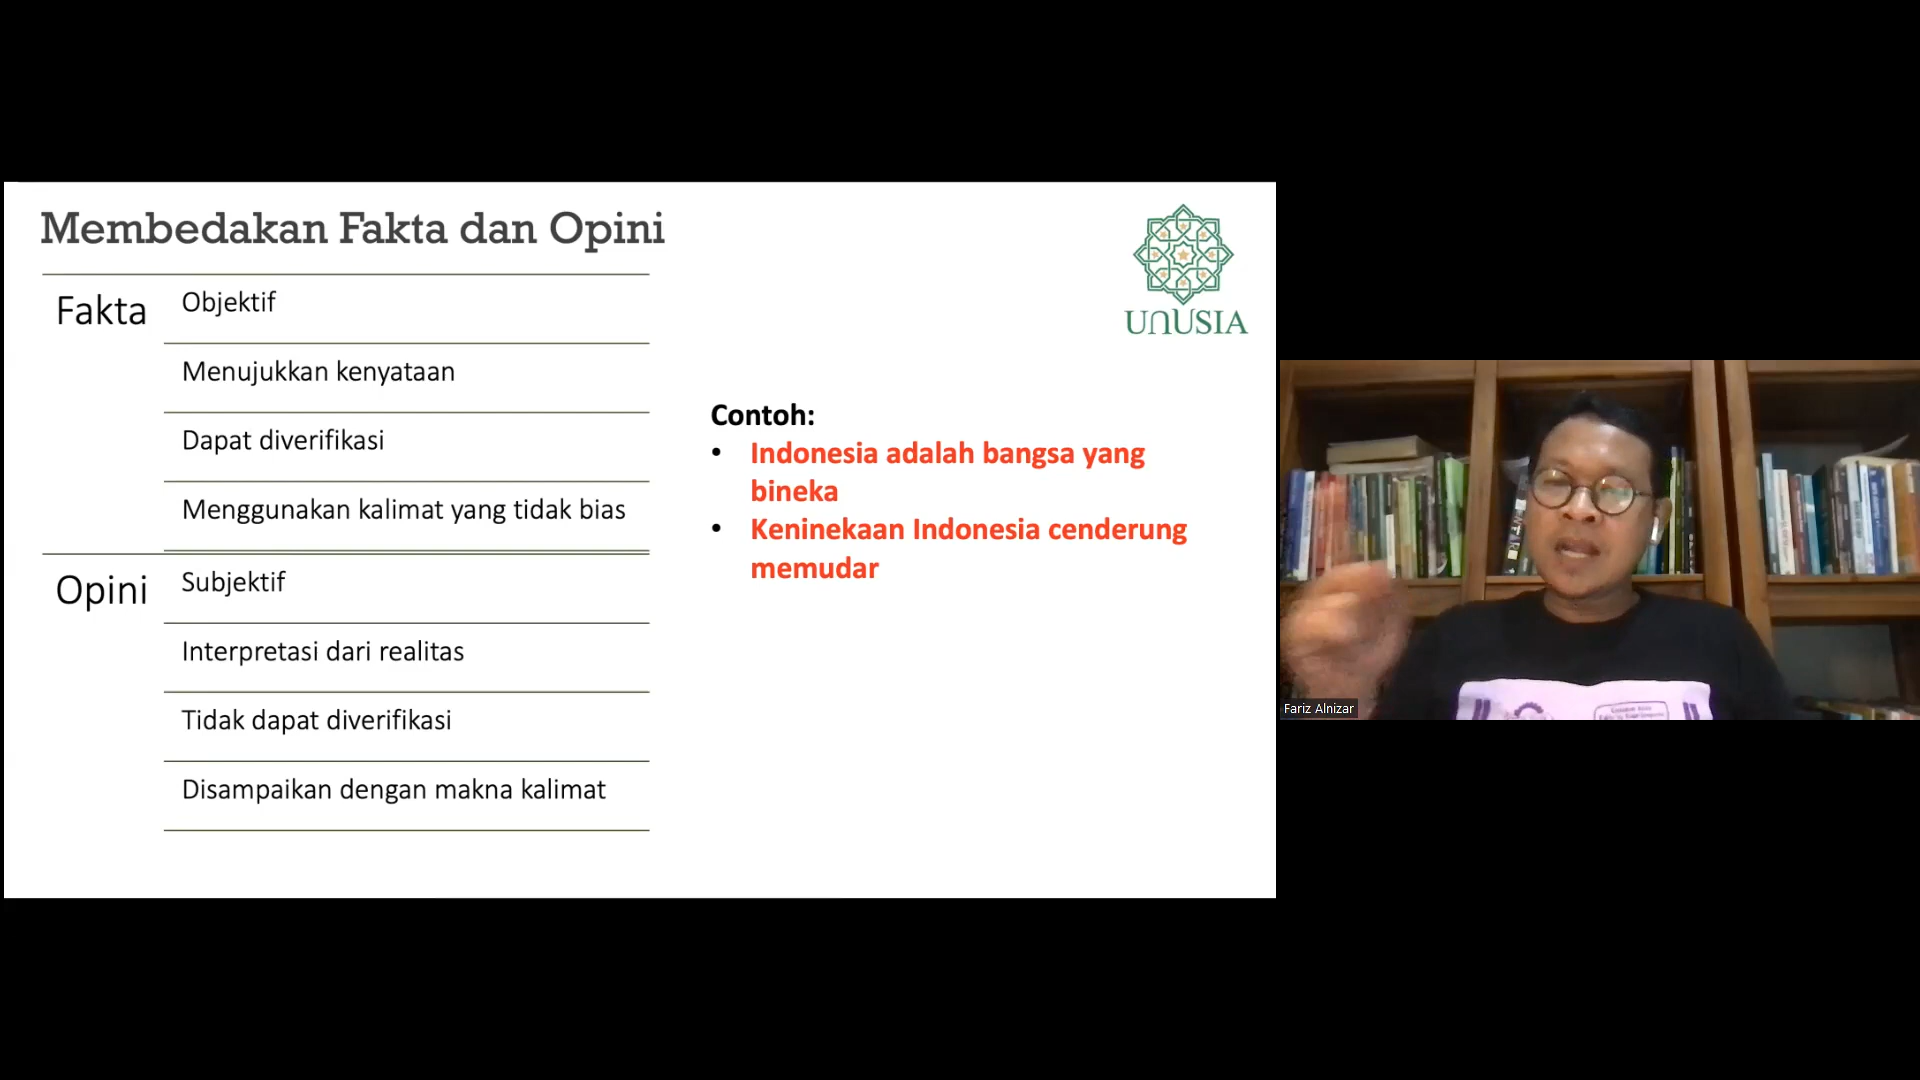 Membedakan Fakta dan Opini
Fakta
Objektif
Menujukkan kenyataan
Dapat diverifikasi
Menggunakan kalimat yang tidak bias
Opini
Subjektif
Interpretasi dari realitas
Tidak dapat diverifikasi
Disampaikan dengan makna kalimat
UNUSIA
Contoh:
• Indonesia adalah bangsa yang
bineka
• Keninekaan Indonesia cenderung
memudar
Fariz Alnizar